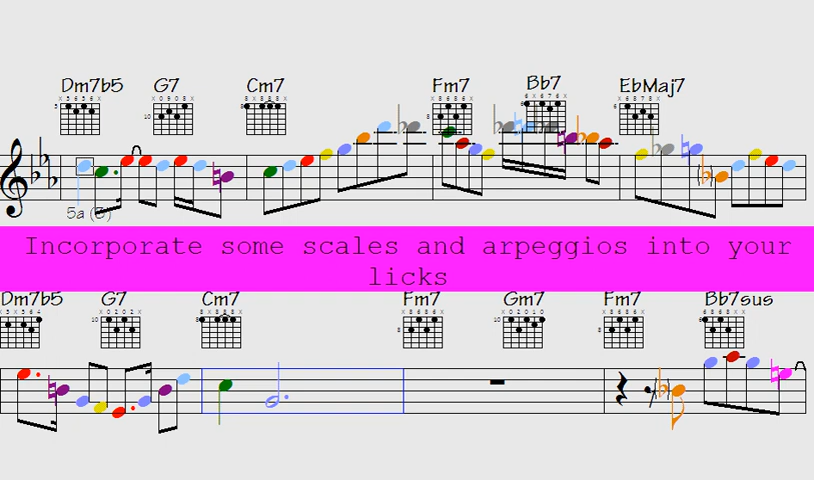 Dm7b5 G7 Cm7 Fm7 Bb7 EbMaj7
Incorporate some scales and arpeggios into your
licks
Dm7b5 G7 Cm7 Fm7 Gm7 Fm7 Bb7sus